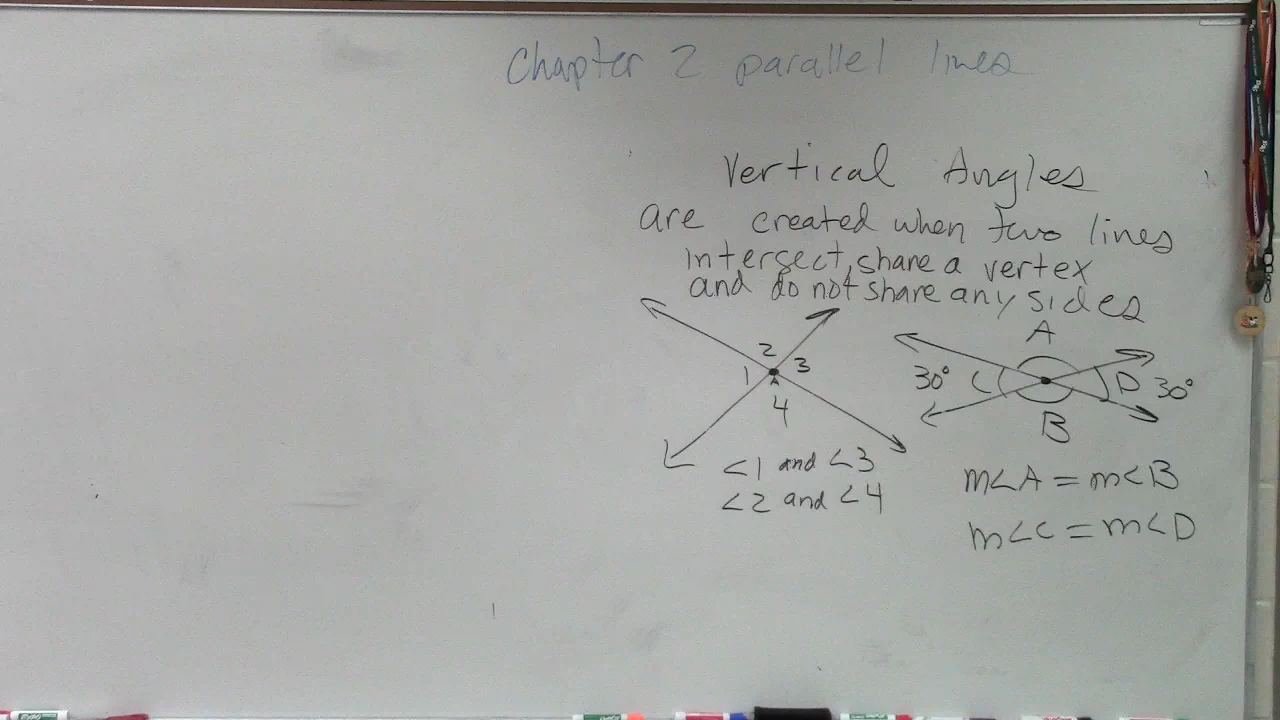 Chapter 2 parallel lines
Vertical Angles
are created when two lines
intersect, share a vertex
and do not share any sides
2
1 3
A
4
<1 and <3
<2 and <4
A
30° C D 30°
B
m<A = m<B
m<C = m<D